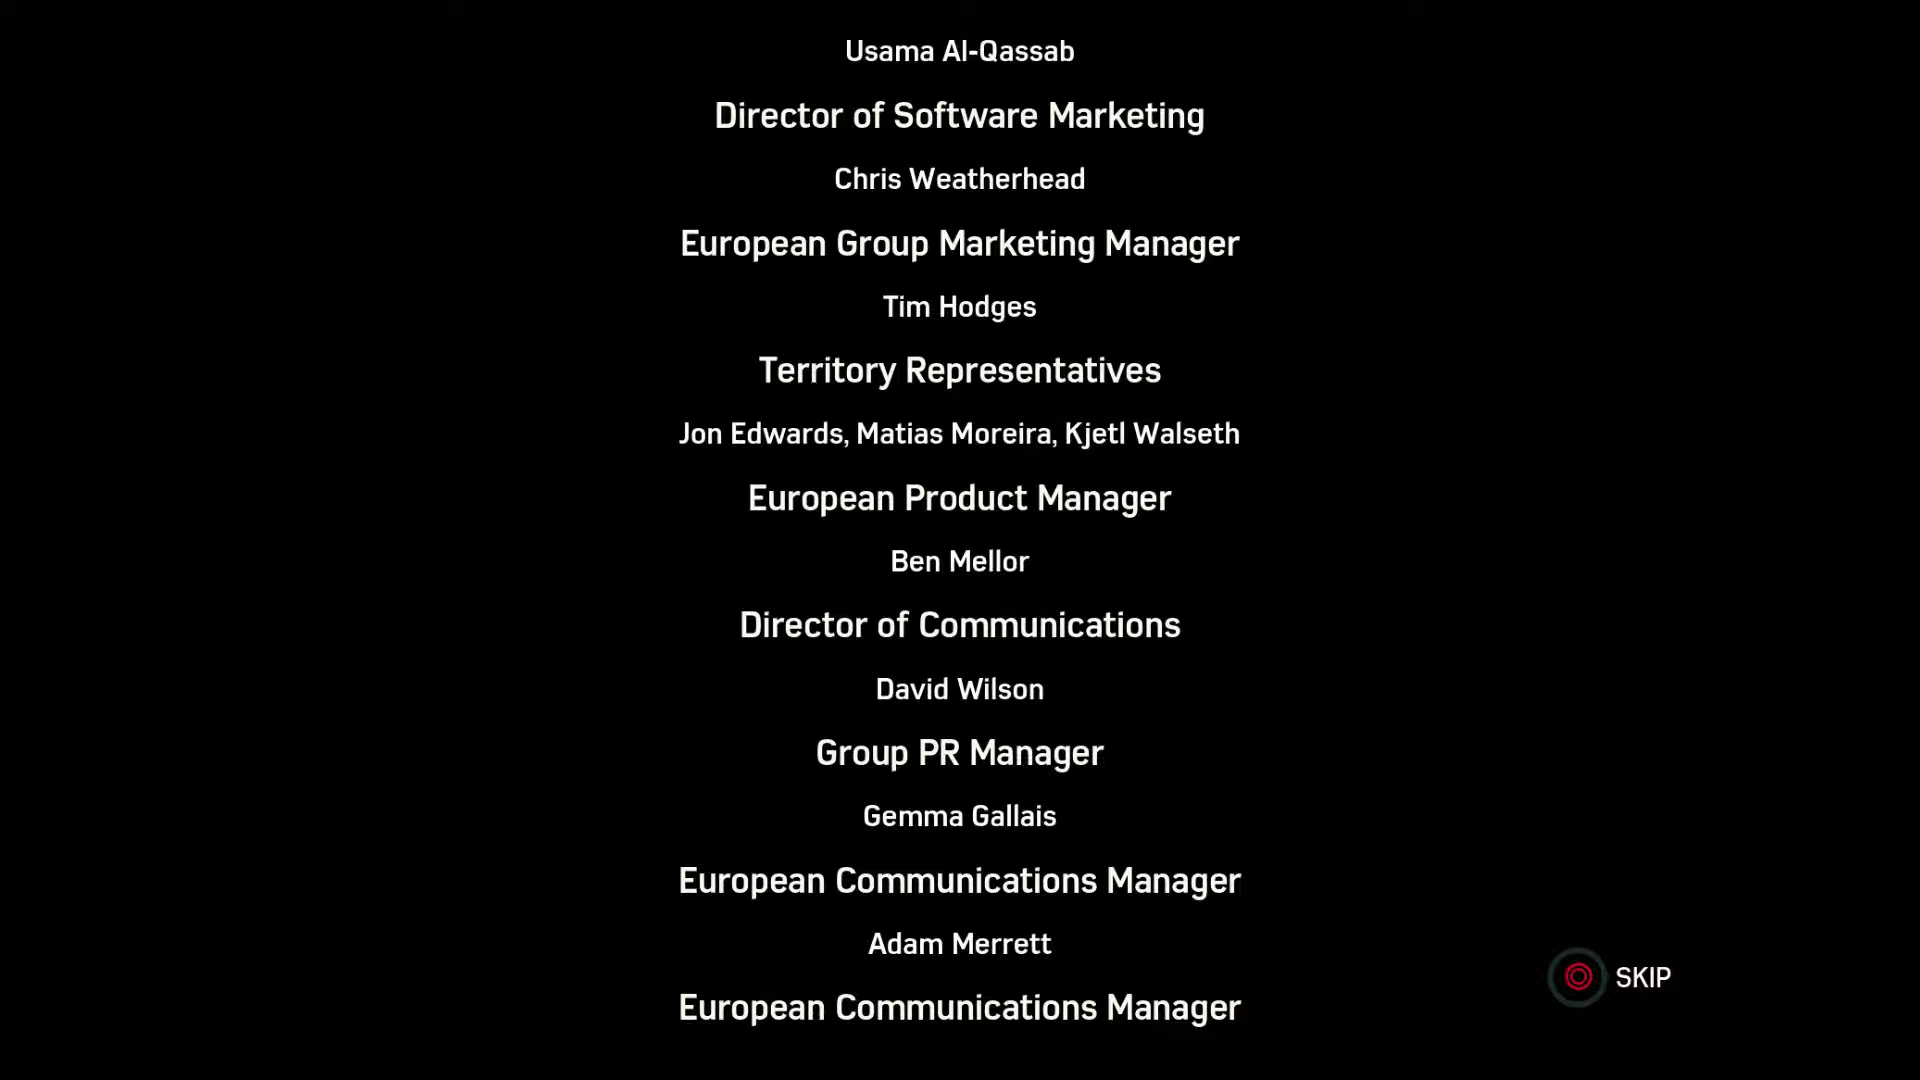 Usama Al-Qassab
Director of Software Marketing
Chris Weatherhead
European Group Marketing Manager
Tim Hodges
Territory Representatives
Jon Edwards, Matias Moreira, Kjetl Walseth
European Product Manager
Ben Mellor
Director of Communications
David Wilson
Group PR Manager
Gemma Gallais
European Communications Manager
Adam Merrett
SKIP
European Communications Manager